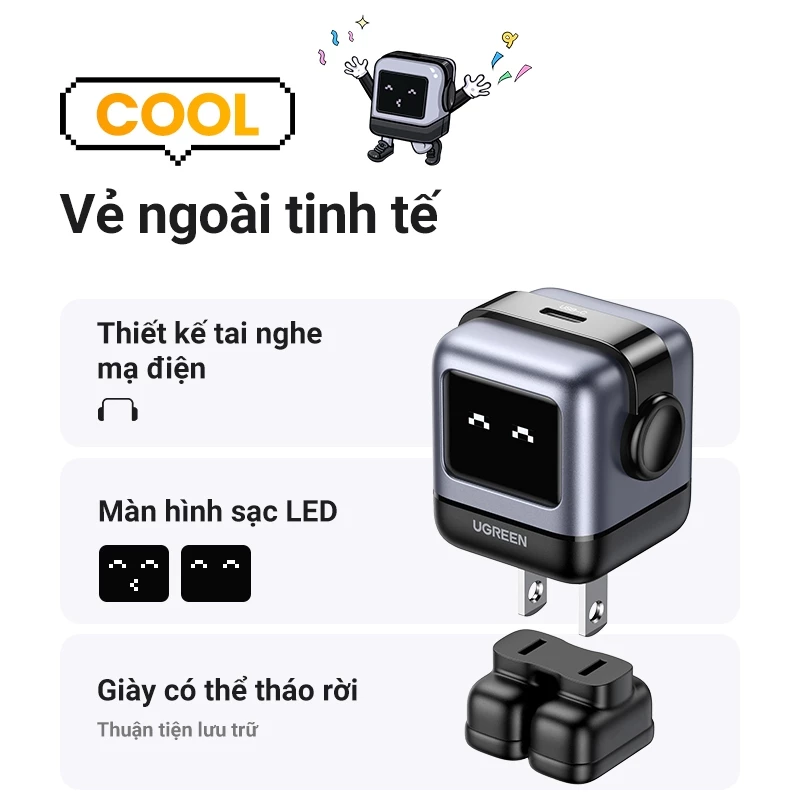 COOL
Vẻ ngoài tinh tế
Thiết kế tai nghe
mạ điện
Màn hình sạc LED
UGREEN
Giày có thể tháo rời
Thuận tiện lưu trữ